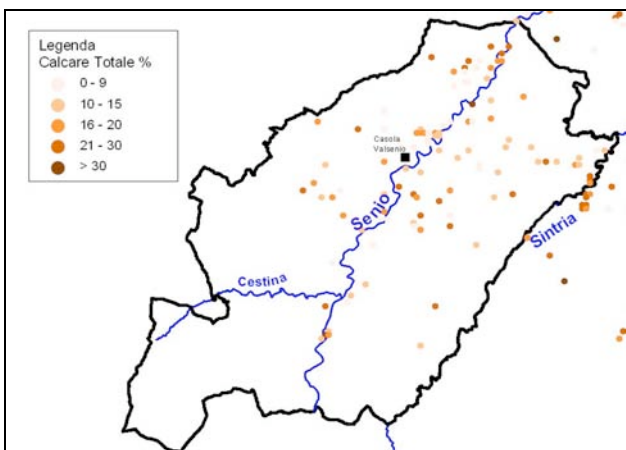 Legenda
Calcare Totale %
0 - 9
10 - 15
16 - 20
21 - 30
> 30
Casola
Valsenio
Senio
Sintria
Cestina